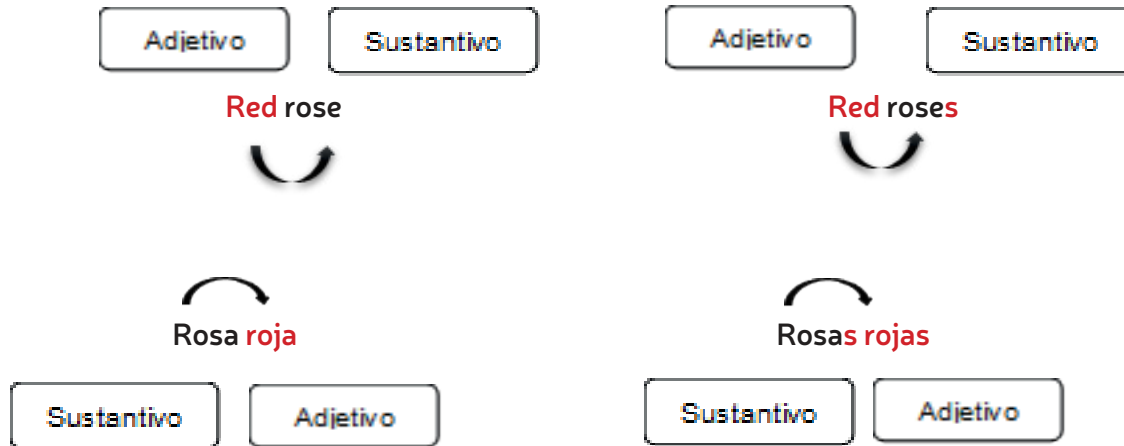 Adjetivo Sustantivo
Red rose
Adjetivo Sustantivo
Red roses
Rosa roja
Sustantivo Adjetivo
Rosas rojas
Sustantivo Adjetivo